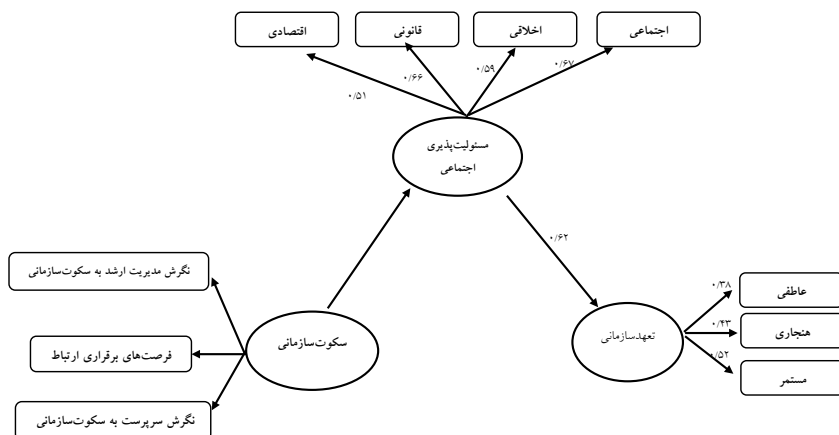 اجتماعی
اخلاقی
قانونی
اقتصادی
۰/۶۷
۰/۵۹
۰/۶۶
۰/۵۱
مسئولیت‌پذیری
اجتماعی
۰/۶۲
نگرش مدیریت ارشد به سکوت‌سازمانی
فرصت‌های برقراری ارتباط
نگرش سرپرست به سکوت‌سازمانی
سکوت‌سازمانی
تعهدسازمانی
۰/۳۸
عاطفی
۰/۴۳
هنجاری
۰/۵۲
مستمر